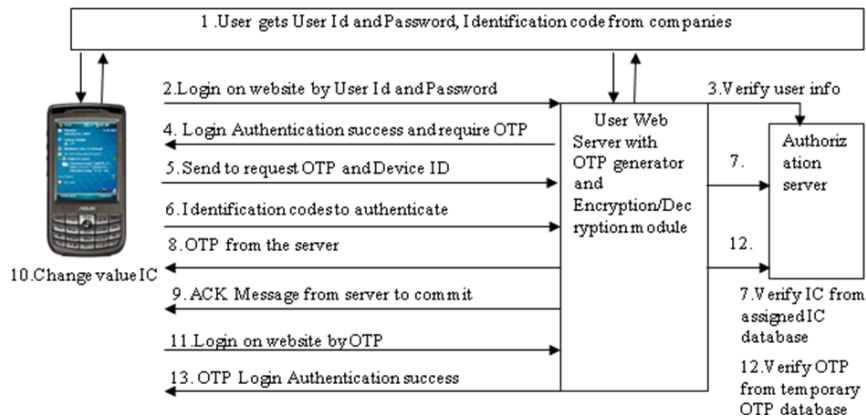 1 .User gets User Id and Password, Identification code from companies
2.Login on website by User Id and Password
3.Verify user info
4. Login Authentication success and require OTP
5.Send to request OTP and Device ID
6.Identification codes to authenticate
8.OTP from the server
10.Change value IC
9. ACK Message from server to commit
11.Login on website by OTP
13. OTP Login Authentication success
User Web
Server with
OTP generator
and
Encryption/Dec
ryption module
7.
12.
Authoriz
ation
server
7.Verify IC from
assigned IC
database
12.Verify OTP
from temporary
OTP database